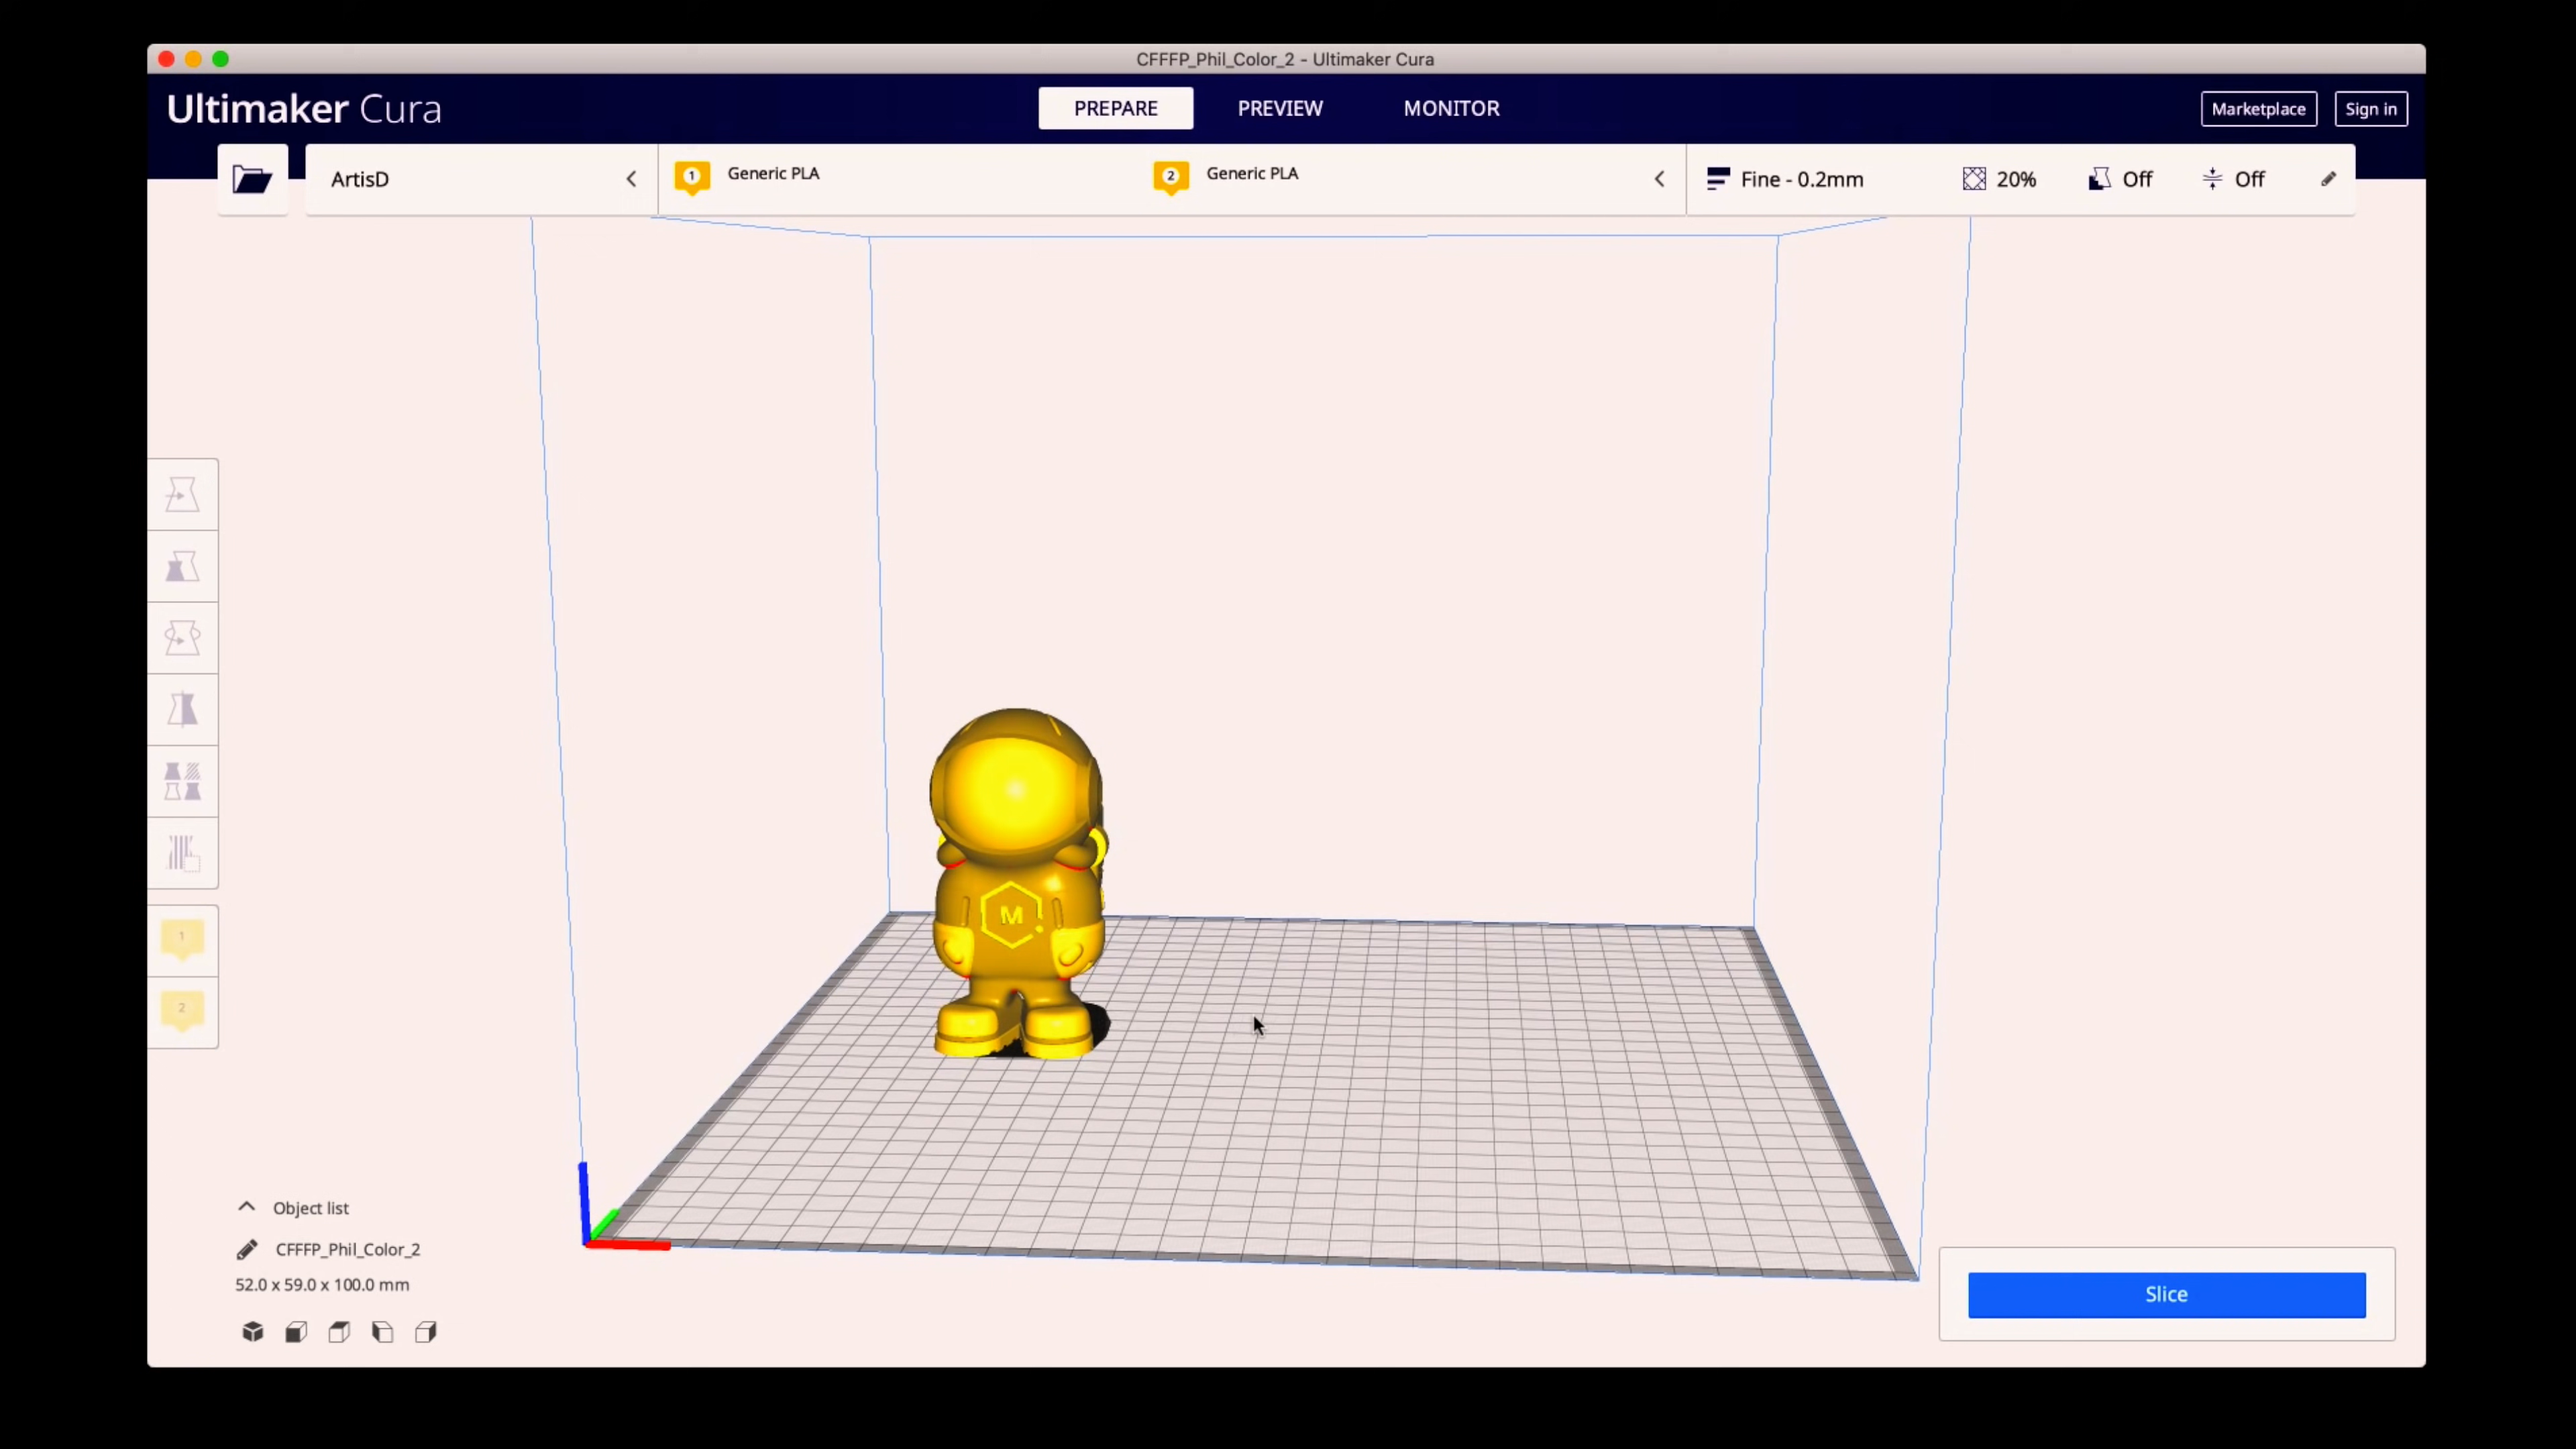 CFFFP_Phil_Color_2 - Ultimaker Cura
Ultimaker Cura
PREPARE
PREVIEW
MONITOR
Marketplace
Sign in
ArtisD
1
Generic PLA
2
Generic PLA
Fine - 0.2mm
20%
Off
Off
M
1
2
Object list
CFFFP_Phil_Color_2
52.0 x 59.0 x 100.0 mm
Slice